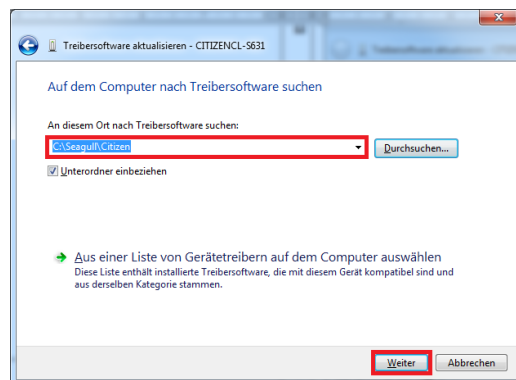 Treibersoftware aktualisieren - CITIZENCL-S631
Auf dem Computer nach Treibersoftware suchen
An diesem Ort nach Treibersoftware suchen:
C:\Seagull\Citizen
Durchsuchen...
Unterordner einbeziehen
Aus einer Liste von Gerätetreibern auf dem Computer auswählen
Diese Liste enthält installierte Treibersoftware, die mit diesem Gerät kompatibel sind und
aus derselben Kategorie stammen.
Weiter
Abbrechen